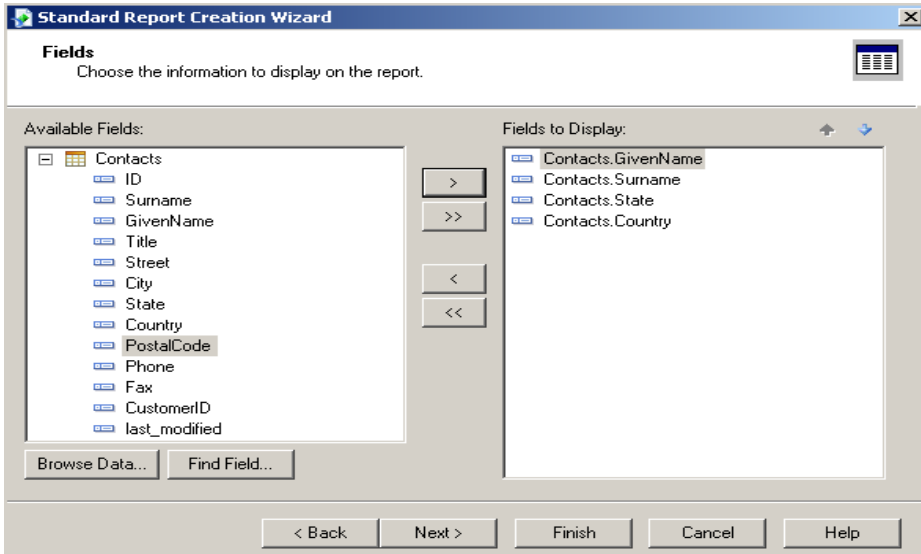 Standard Report Creation Wizard
Fields
Choose the information to display on the report.
Available Fields:
Contacts
ID
Surname
GivenName
Title
Street
City
State
Country
PostalCode
Phone
Fax
CustomerID
last_modified
Browse Data...
Find Field...
>
>>
<
<<
Fields to Display:
Contacts.GivenName
Contacts.Surname
Contacts.State
Contacts.Country
< Back
Next >
Finish
Cancel
Help